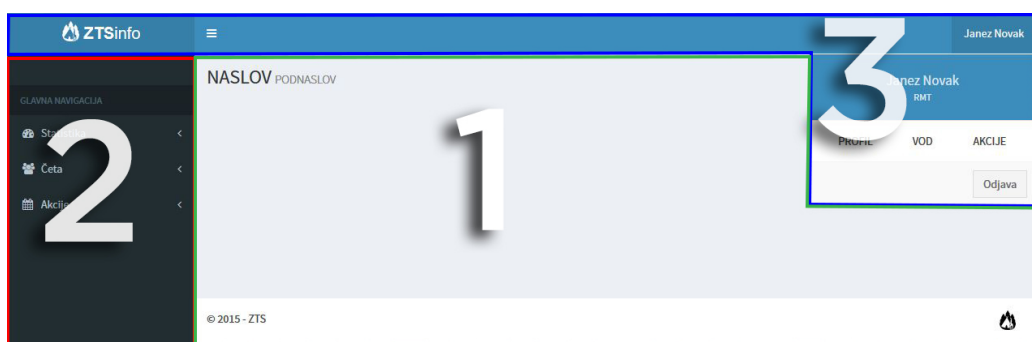 ZTSinfo
Janez Novak
3
NASLOV PODNASLOV
Janez Novak
RMT
GLAVNA NAVIGACIJA
Statistika
2
1
PROFIL VOD AKCIJE
Četa
Akcije
Odjava
© 2015 - ZTS